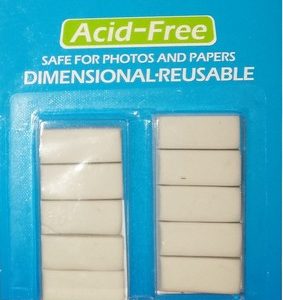 Acid-Free
SAFE FOR PHOTOS AND PAPERS
DIMENSIONAL•REUSABLE